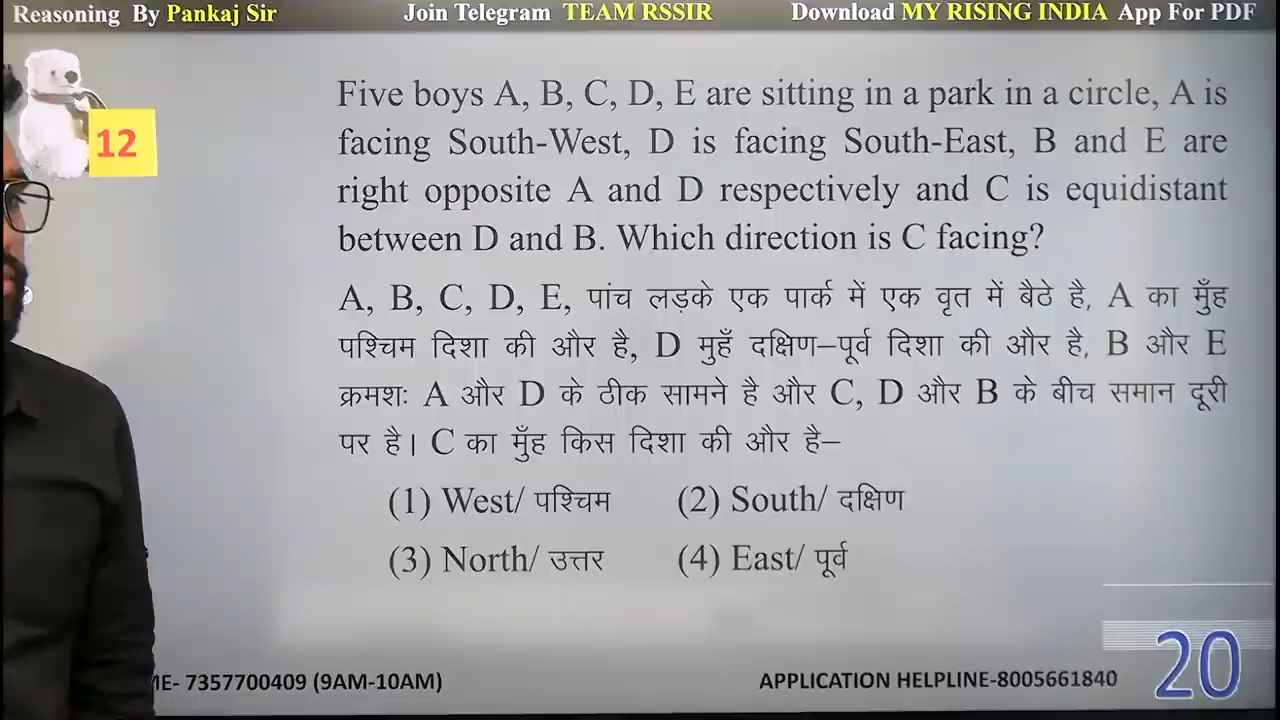 Reasoning By Pankaj Sir
Join Telegram TEAM RSSIR
Download MY RISING INDIA App For PDF
12
Five boys A, B, C, D, E are sitting in a park in a circle, A is
facing South-West, D is facing South-East, B and E are
right opposite A and D respectively and C is equidistant
between D and B. Which direction is C facing?
A, B, C, D, E, पांच लड़के एक पार्क में एक वृत में बैठे है, A का मुँह
पश्चिम दिशा की और है, D मुहँ दक्षिण–पूर्व दिशा की और है, B और E
क्रमशः A और D के ठीक सामने है और C, D और B के बीच समान दूरी
पर है। C का मुँह किस दिशा की और है–
(1) West/ पश्चिम (2) South/ दक्षिण
(3) North/ उत्तर (4) East/ पूर्व
20
7357700409 (9AM-10AM)
APPLICATION HELPLINE-8005661840